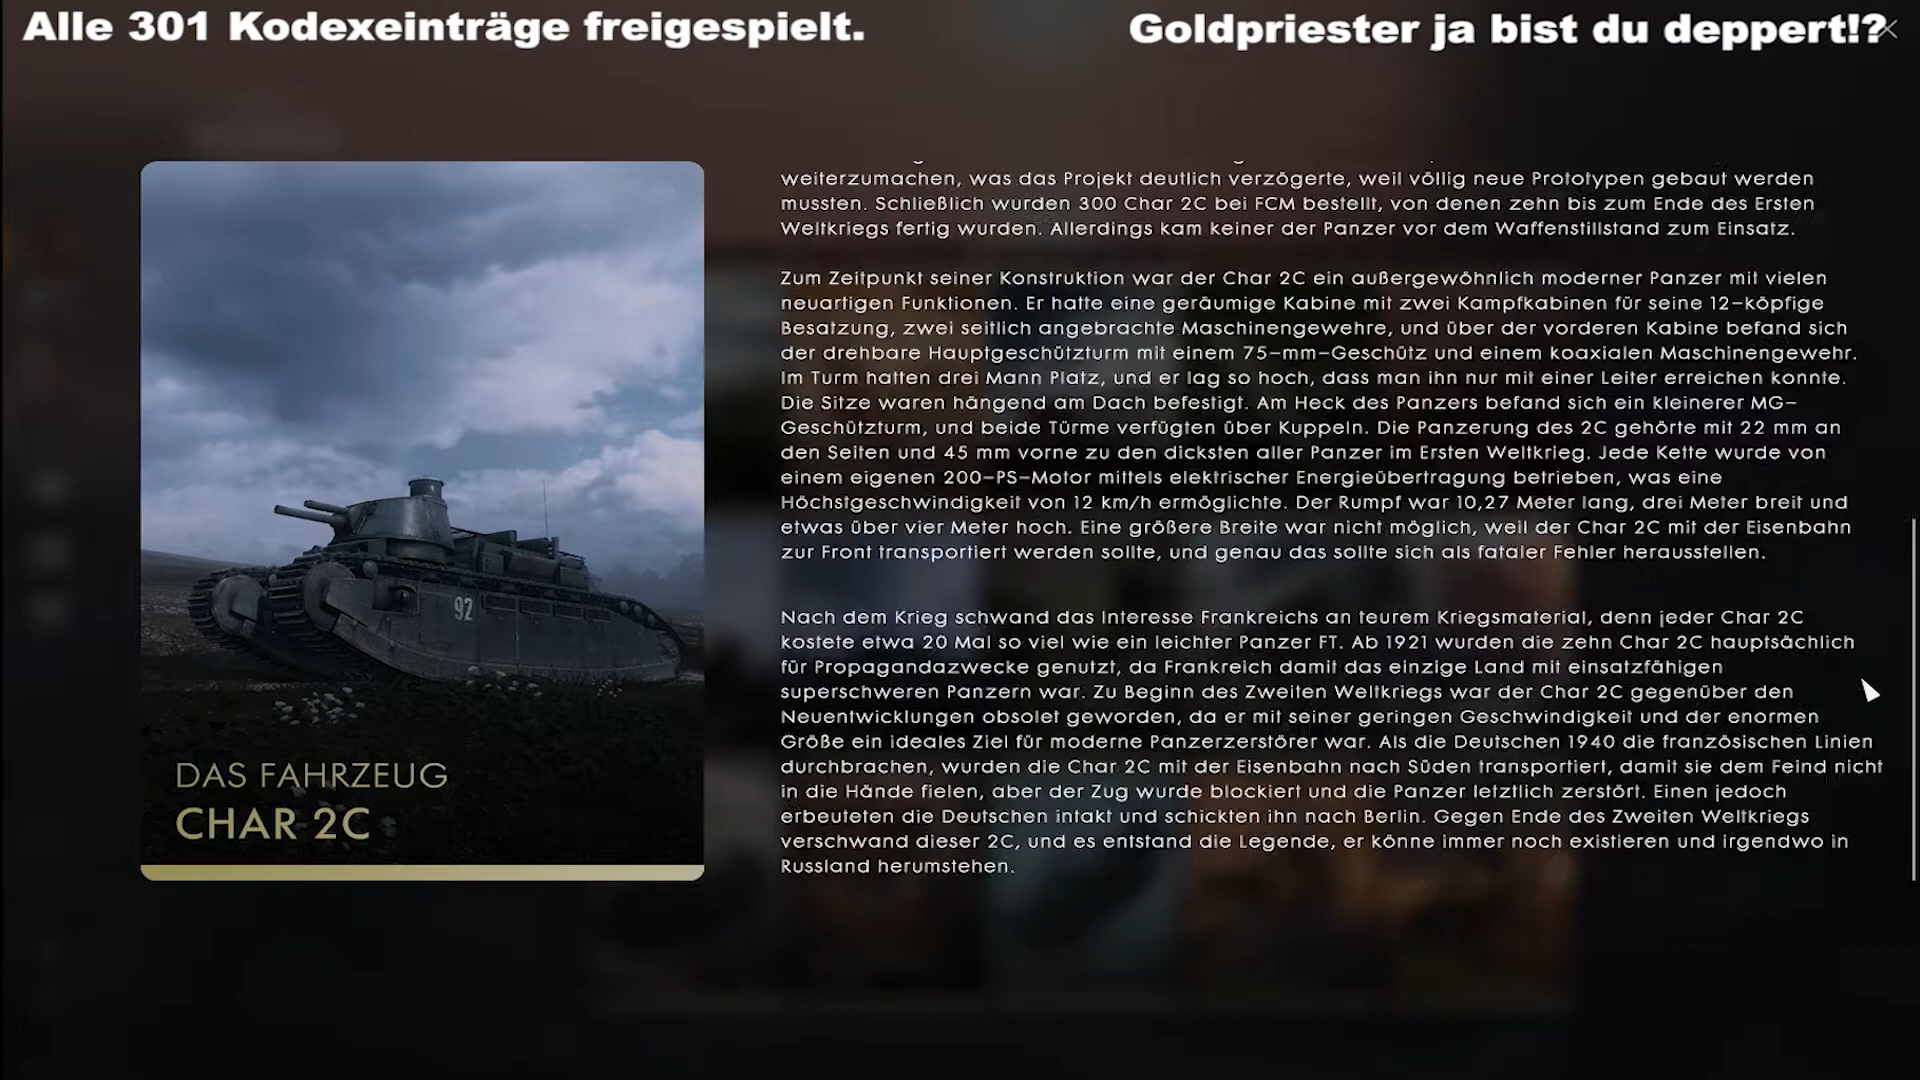 Alle 301 Kodexeinträge freigespielt.
Goldpriester ja bist du deppert!?
weiterzumachen, was das Projekt deutlich verzögerte, weil völlig neue Prototypen gebaut werden
mussten. Schließlich wurden 300 Char 2C bei FCM bestellt, von denen zehn bis zum Ende des Ersten
Weltkriegs fertig wurden. Allerdings kam keiner der Panzer vor dem Waffenstillstand zum Einsatz.
Zum Zeitpunkt seiner Konstruktion war der Char 2C ein außergewöhnlich moderner Panzer mit vielen
neuartigen Funktionen. Er hatte eine geräumige Kabine mit zwei Kampfkabinen für seine 12-köpfige
Besatzung, zwei seitlich angebrachte Maschinengewehre, und über der vorderen Kabine befand sich
der drehbare Hauptgeschützturm mit einem 75-mm-Geschütz und einem koaxialen Maschinengewehr.
Im Turm hatten drei Mann Platz, und er lag so hoch, dass man ihn nur mit einer Leiter erreichen konnte.
Die Sitze waren hängend am Dach befestigt. Am Heck des Panzers befand sich ein kleinerer MG-
Geschützturm, und beide Türme verfügten über Kuppeln. Die Panzerung des 2C gehörte mit 22 mm an
den Seiten und 45 mm vorne zu den dicksten aller Panzer im Ersten Weltkrieg. Jede Kette wurde von
einem eigenen 200-PS-Motor mittels elektrischer Energieübertragung betrieben, was eine
Höchstgeschwindigkeit von 12 km/h ermöglichte. Der Rumpf war 10,27 Meter lang, drei Meter breit und
etwas über vier Meter hoch. Eine größere Breite war nicht möglich, weil der Char 2C mit der Eisenbahn
zur Front transportiert werden sollte, und genau das sollte sich als fataler Fehler herausstellen.
Nach dem Krieg schwand das Interesse Frankreichs an teurem Kriegsmaterial, denn jeder Char 2C
kostete etwa 20 Mal so viel wie ein leichter Panzer FT. Ab 1921 wurden die zehn Char 2C hauptsächlich
für Propagandazwecke genutzt, da Frankreich damit das einzige Land mit einsatzfähigen
superschweren Panzern war. Zu Beginn des Zweiten Weltkriegs war der Char 2C gegenüber den
Neuentwicklungen obsolet geworden, da er mit seiner geringen Geschwindigkeit und der enormen
Größe ein ideales Ziel für moderne Panzerzerstörer war. Als die Deutschen 1940 die französischen Linien
durchbrachen, wurden die Char 2C mit der Eisenbahn nach Süden transportiert, damit sie dem Feind nicht
in die Hände fielen, aber der Zug wurde blockiert und die Panzer letztlich zerstört. Einen jedoch
erbeuteten die Deutschen intakt und schickten ihn nach Berlin. Gegen Ende des Zweiten Weltkriegs
verschwand dieser 2C, und es entstand die Legende, er könne immer noch existieren und irgendwo in
Russland herumstehen.
92
DAS FAHRZEUG
CHAR 2C